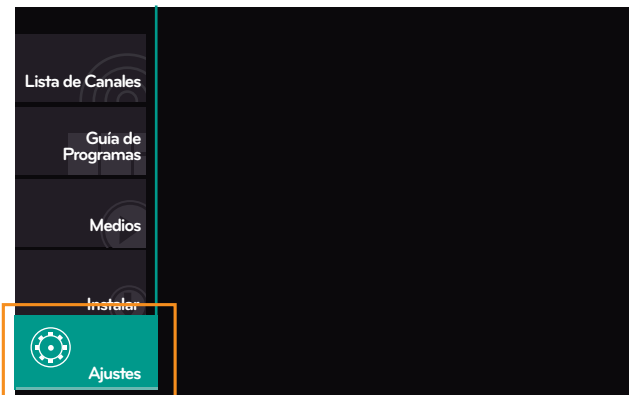 Lista de Canales
Guía de
Programas
Medios
Instalar
Ajustes